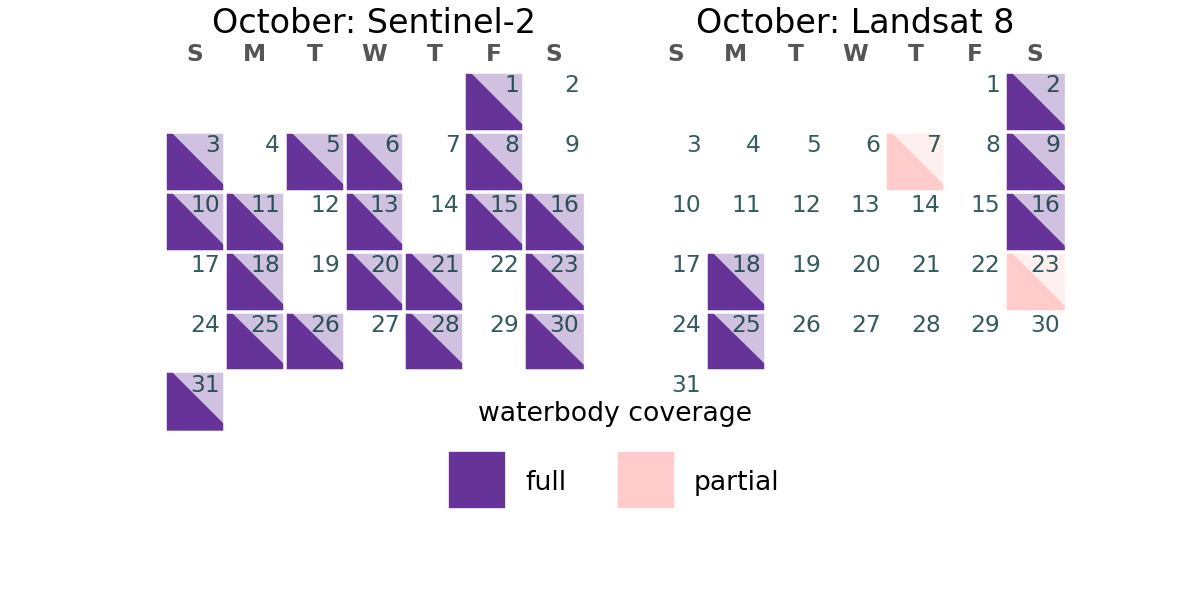 October: Sentinel-2
S M T W T F S
1 2
3 4 5 6 7 8 9
10 11 12 13 14 15 16
17 18 19 20 21 22 23
24 25 26 27 28 29 30
31
October: Landsat 8
S M T W T F S
1 2
3 4 5 6 7 8 9
10 11 12 13 14 15 16
17 18 19 20 21 22 23
24 25 26 27 28 29 30
31
waterbody coverage
full partial